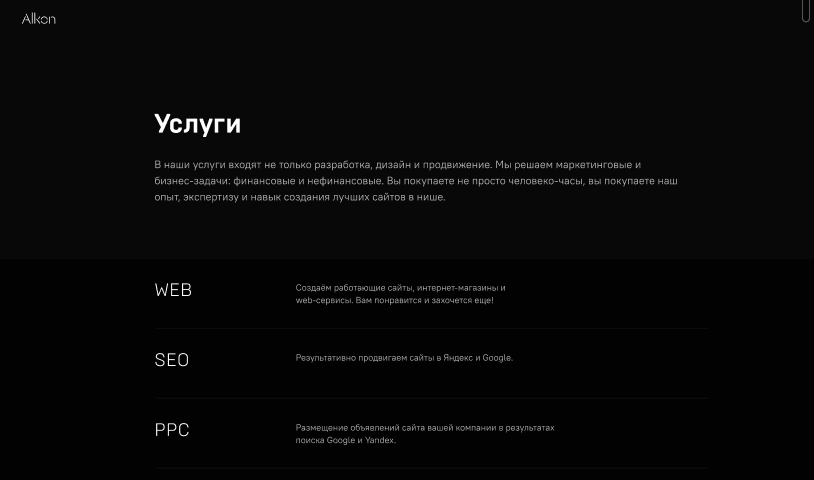 Alkon
Услуги
В наши услуги входят не только разработка, дизайн и продвижение. Мы решаем маркетинговые и
бизнес-задачи: финансовые и нефинансовые. Вы покупаете не просто человеко-часы, вы покупаете наш
опыт, экспертизу и навык создания лучших сайтов в нише.
WEB
Создаём работающие сайты, интернет-магазины и
web-сервисы. Вам понравится и захочется еще!
SEO
Результативно продвигаем сайты в Яндекс и Google.
PPC
Размещение объявлений сайта вашей компании в результатах
поиска Google и Yandex.